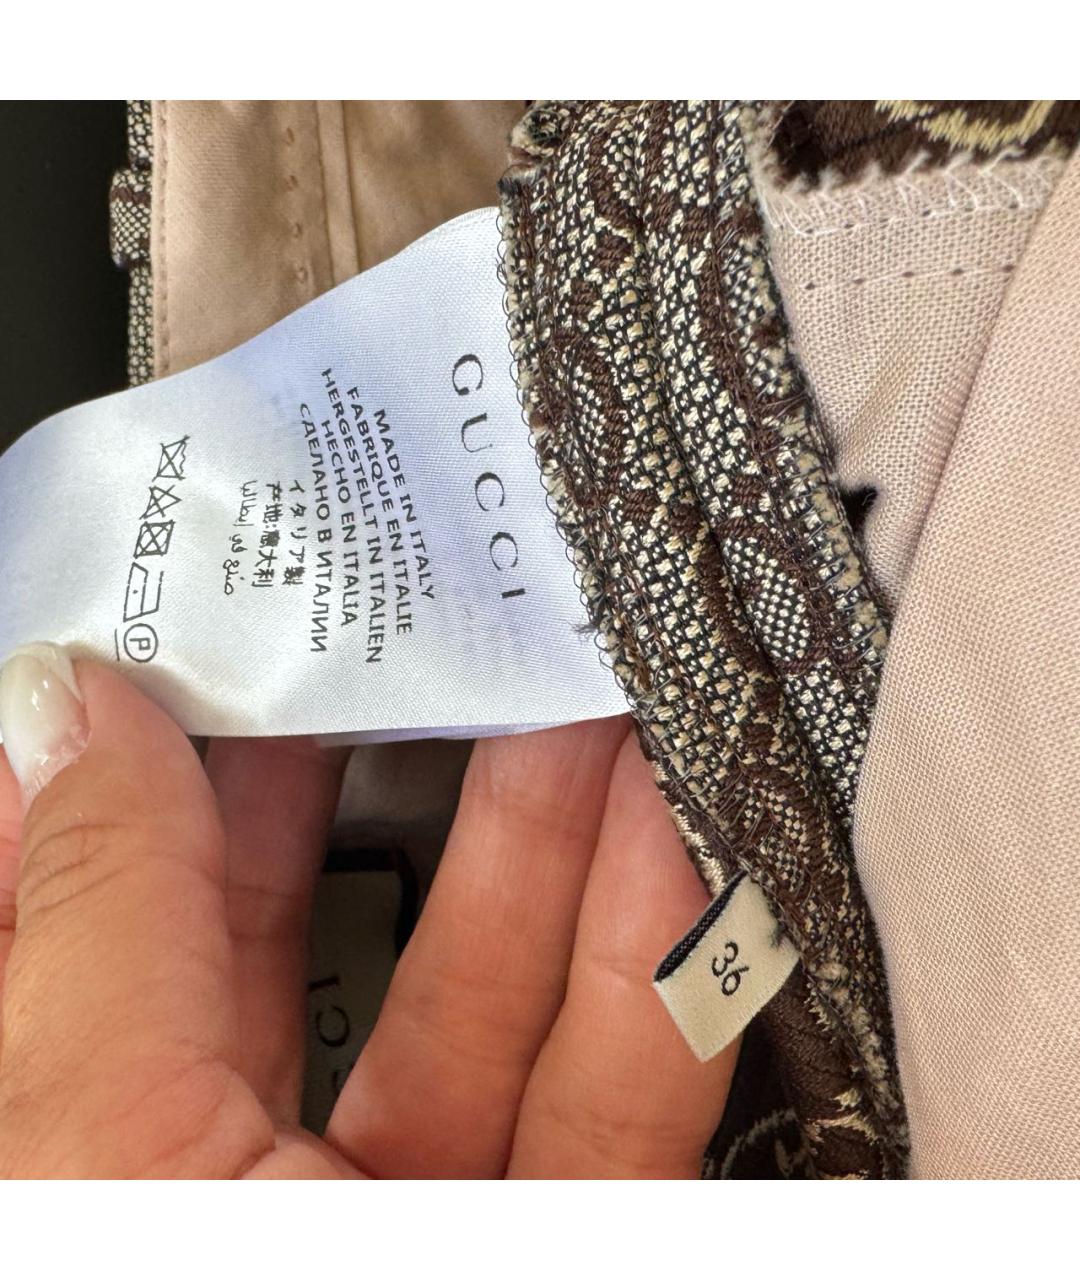 GUCCI
MADE IN ITALY
FABRIQUE EN ITALIE
HERGESTELLT IN ITALIEN
HECHO EN ITALIA
СДЕЛАНО В ИТАЛИИ
イタリア製
产地:意大利
صنع في إيطاليا
P
36